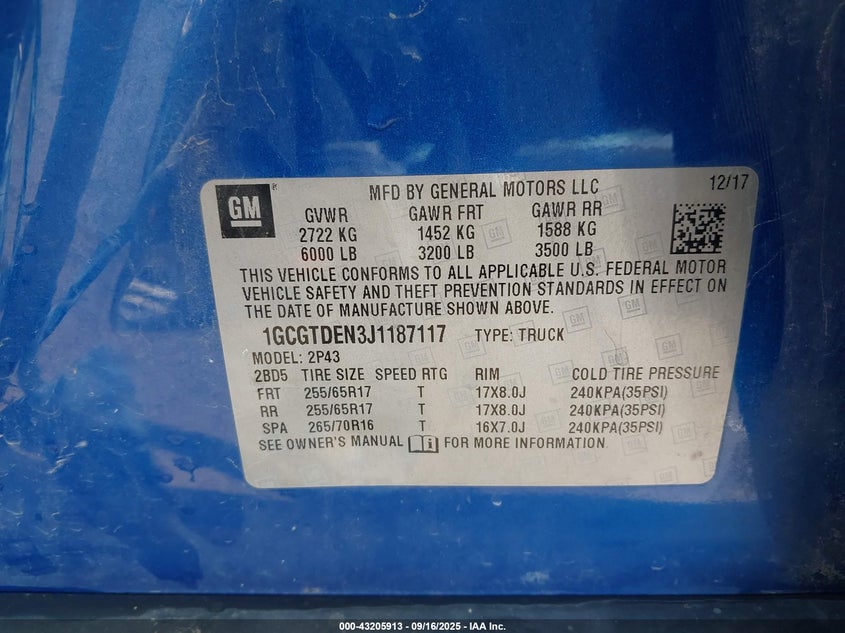 GM
MFD BY GENERAL MOTORS LLC 12/17
GVWR GAWR FRT GAWR RR
2722 KG 1452 KG 1588 KG
6000 LB 3200 LB 3500 LB
THIS VEHICLE CONFORMS TO ALL APPLICABLE U.S. FEDERAL MOTOR
VEHICLE SAFETY AND THEFT PREVENTION STANDARDS IN EFFECT ON
THE DATE OF MANUFACTURE SHOWN ABOVE.
1GCGTDEN3J1187117 TYPE: TRUCK
MODEL: 2P43
2BD5 TIRE SIZE SPEED RTG RIM COLD TIRE PRESSURE
FRT 255/65R17 T 17X8.0J 240KPA(35PSI)
RR 255/65R17 T 17X8.0J 240KPA(35PSI)
SPA 265/70R16 T 16X7.0J 240KPA(35PSI)
SEE OWNER'S MANUAL FOR MORE INFORMATION
000-43205913 - 09/16/2025 - IAA Inc.